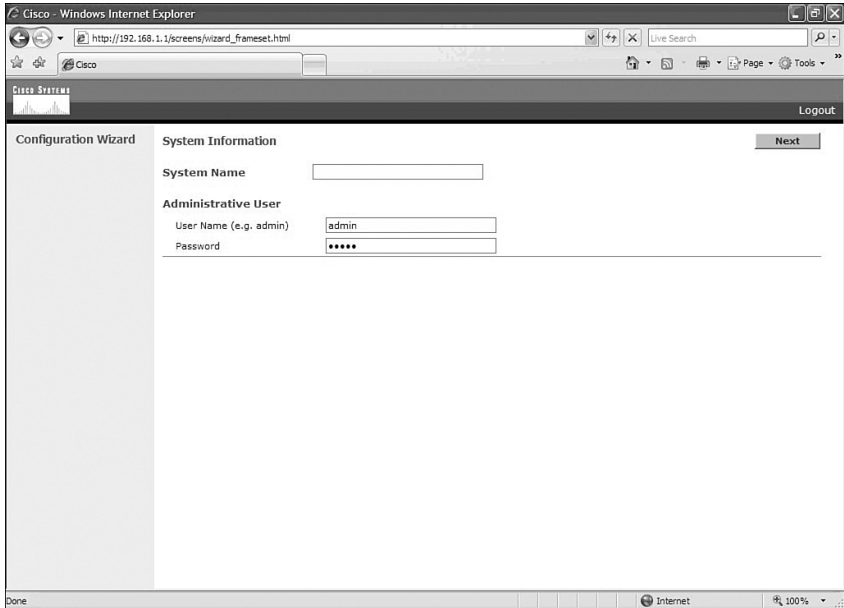 Cisco - Windows Internet Explorer
http://192.168.1.1/screens/wizard_frameset.html
Live Search
Cisco
Page
Tools
CISCO SYSTEMS
Logout
Configuration Wizard
System Information
Next
System Name
Administrative User
User Name (e.g. admin)
admin
Password
•••••
Done
Internet
100%